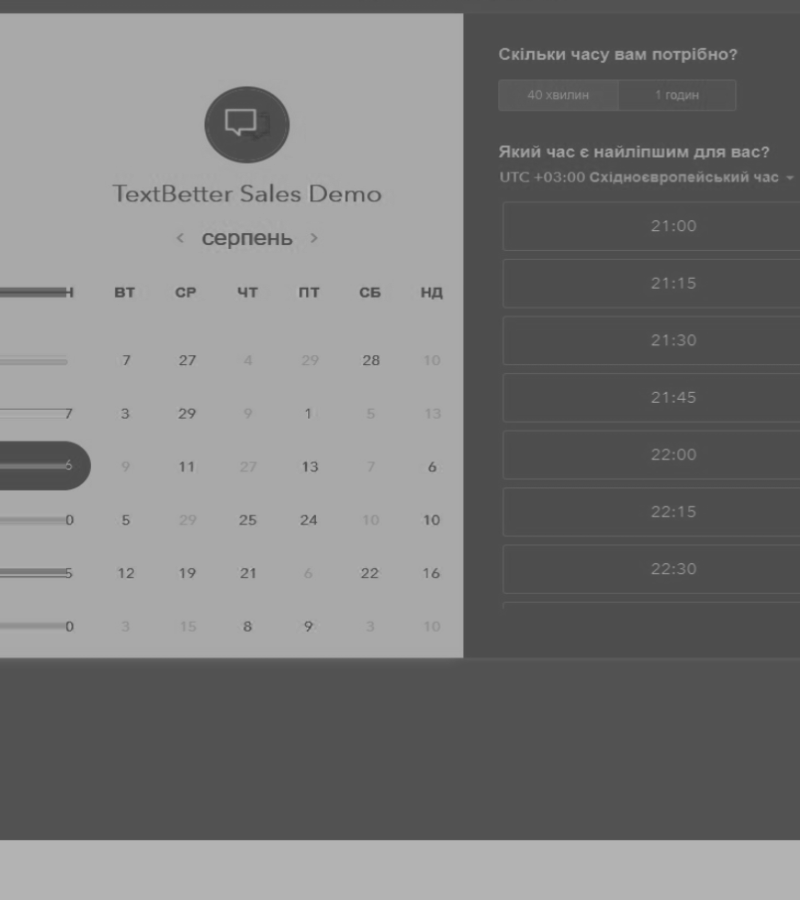 TextBetter Sales Demo
серпень
Н ВТ СР ЧТ ПТ СБ НД
7 27 4 29 28 10
7 3 29 9 1 5 13
6 9 11 27 13 7 6
0 5 29 25 24 10 10
5 12 19 21 6 22 16
0 3 15 8 9 3 10
Скільки часу вам потрібно?
40 хвилин 1 годин
Який час є найліпшим для вас?
UTC +03:00 Східноєвропейський час
21:00
21:15
21:30
21:45
22:00
22:15
22:30